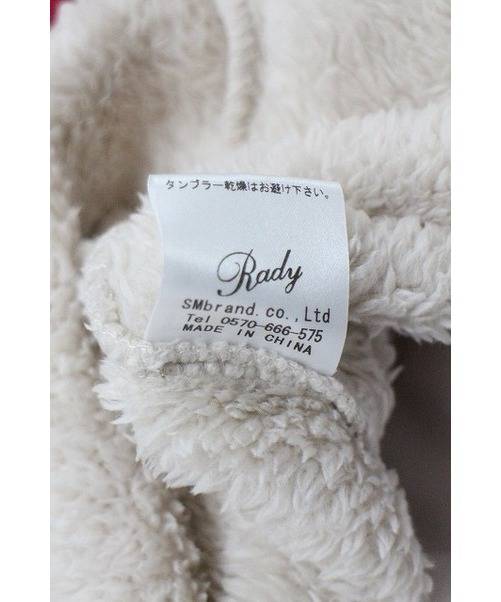 タンブラー乾燥はお避け下さい。
Rady
SMbrand.co.,Ltd
Tel 0570-666-575
MADE IN CHINA